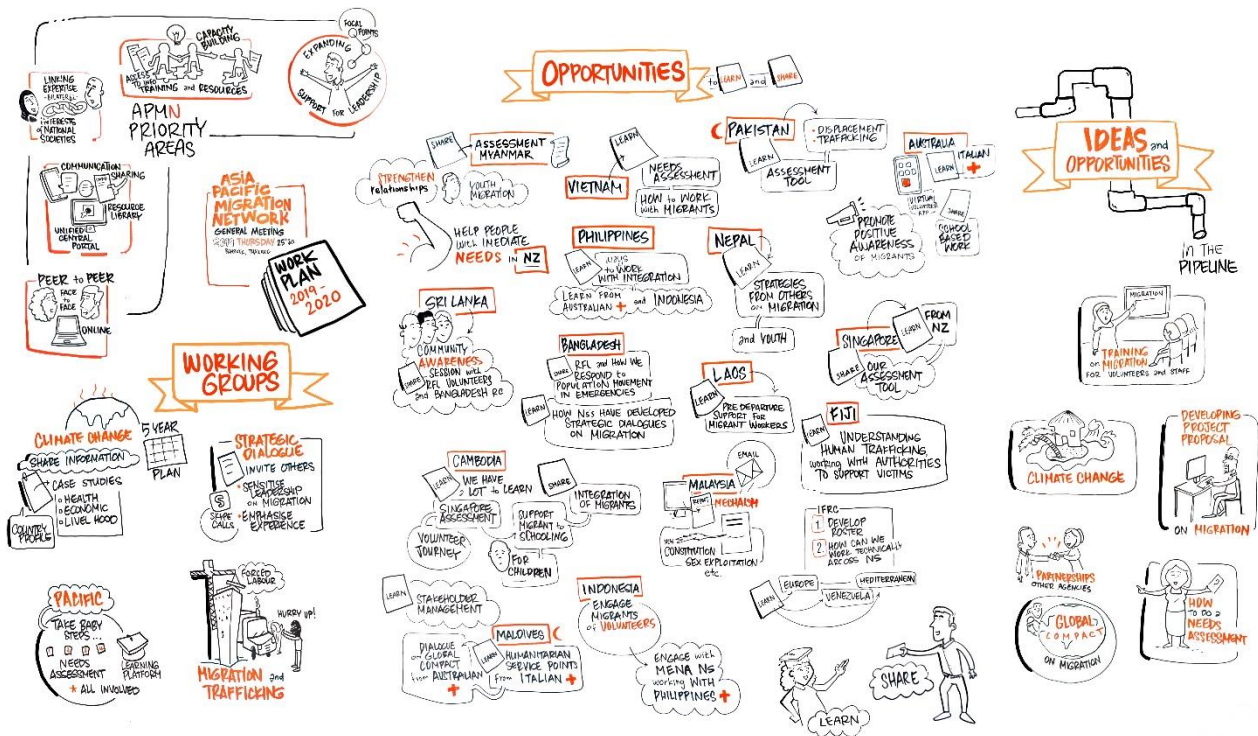 FOCAL
POINTS
EXPANDING
SUPPORT FOR LEADERSHIP
CAPACITY
BUILDING
ACCESS
TO INFO
TRAINING and RESOURCES
LINKING
EXPERTISE
-BILATERAL-
INTERESTS
of NATIONAL
SOCIETIES
APMN
PRIORITY
AREAS
COMMUNICATION
SHARING
RESOURCE
LIBRARY
UNIFIED
CENTRAL
PORTAL
PEER to PEER
FACE
to
FACE
ONLINE
ASIA
PACIFIC
MIGRATION
NETWORK
GENERAL MEETING
THURSDAY
THAILAND
WORK
PLAN
2019-
2020
WORKING
GROUPS
CLIMATE CHANGE
SHARE INFORMATION
CASE STUDIES
HEALTH
ECONOMIC
LIVELHOOD
COUNTRY
PROFILE
5 YEAR
PLAN
STRATEGIC
DIALOGUE
INVITE OTHERS
SENSITISE
LEADERSHIP
ON MIGRATION
EMPHASISE
EXPERIENCE
S
CALLS
PACIFIC
TAKE BABY
STEPS...
NEEDS
ASSESSMENT
* ALL INVOLVED
LEARNING
PLATFORM
FORCED
LABOUR
HURRY UP!
MIGRATION and
TRAFFICKING
OPPORTUNITIES
to LEARN and SHARE
SHARE
ASSESSMENT
MYANMAR
STRENGTHEN
relationships
YOUTH
MIGRATION
HELP PEOPLE
with IMEDIATE
NEEDS IN NZ
LEARN
VIETNAM
NEEDS
ASSESSMENT
HOW to WORK
with MIGRANTS
PAKISTAN
LEARN
ASSESSMENT
TOOL
DISPLACEMENT
TRAFFICKING
AUSTRALIA
LEARN
ITALIAN
VIRTUAL
VOLUNTEER
APP
SHARE
SCHOOL
BASED
WORK
PROMOTE
POSITIVE
AWARENESS
OF MIGRANTS
PHILIPPINES
LEARN
WAYS
to WORK
WITH INTEGRATION
LEARN FROM
AUSTRALIAN + and INDONESIA
NEPAL
LEARN
STRATEGIES
FROM OTHERS
on MIGRATION
and YOUTH
SRI LANKA
COMMUNITY
AWARENESS
SESSION with
SHARE
RFL VOLUNTEERS
and BANGLADESH RC
BANGLADESH
SHARE
RFL and HOW WE
RESPOND to
POPULATION MOVEMENT
IN EMERGENCIES
LEARN
HOW NSs HAVE DEVELOPED
STRATEGIC DIALOGUES
ON MIGRATION
LAOS
LEARN
PRE DEPARTURE
SUPPORT for
MIGRANT WORKERS
SINGAPORE
LEARN
FROM
NZ
SHARE
OUR
ASSESSMENT
TOOL
FIJI
LEARN
UNDERSTANDING
HUMAN TRAFFICKING,
working WITH AUTHORITIES
TO SUPPORT VICTIMS
CAMBODIA
LEARN
WE HAVE
LOT to LEARN
SINGAPORE
ASSESSMENT
VOLUNTEER
JOURNEY
SHARE
INTEGRATION
OF MIGRANTS
SUPPORT
MIGRANT to
SCHOOLING
FOR
CHILDREN
MALAYSIA
EMAIL
REPORT
MECHAISM
CONSTITUTION
SEX EXPLOITATION
etc.
IFRC
1 DEVELOP
ROSTER
2. HOW CAN WE
WORK TECHNICALLY
ARCOSS NS
LEARN
EUROPE
VENEZUELA
MEDITERRANEAN
LEARN
STAKEHOLDER
MANAGEMENT
MALDIVES
DIALOGUE
on GLOBAL
COMPACT
from AUSTRALIAN
LEARN
HUMANITARIAN
SERVICE POINTS
From ITALIAN
INDONESIA
ENGAGE
MIGRANTS
of VOLUNTEERS
ENGAGE with
MENA NS
working WITH
PHILIPPINES
LEARN
SHARE
IDEAS and
OPPORTUNITIES
in THE
PIPELINE
MIGRATION
TRAINING
on MIGRATION
FOR VOLUNTEERS and STAFF
CLIMATE CHANGE
DEVELOPING
PROJECT
PROPOSAL
ON MIGRATION
PARTNERSHIPS
OTHER AGENCIES
GLOBAL
COMPACT
ON MIGRATION
HOW
TO DO a
NEEDS
ASSESSMENT